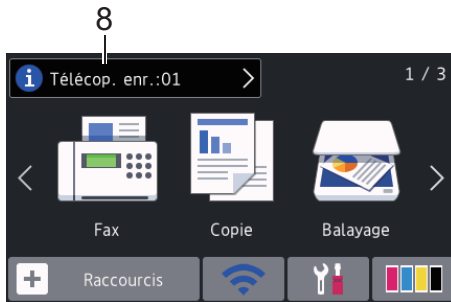 8
Télécop. enr.:01
1 / 3
Fax Copie Balayage
Raccourcis